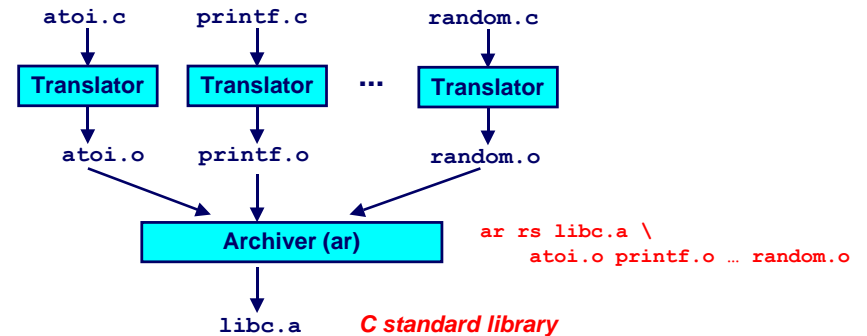 atoi.c printf.c random.c
Translator Translator ... Translator
atoi.o printf.o random.o
Archiver (ar)
ar rs libc.a \
atoi.o printf.o … random.o
libc.a C standard library